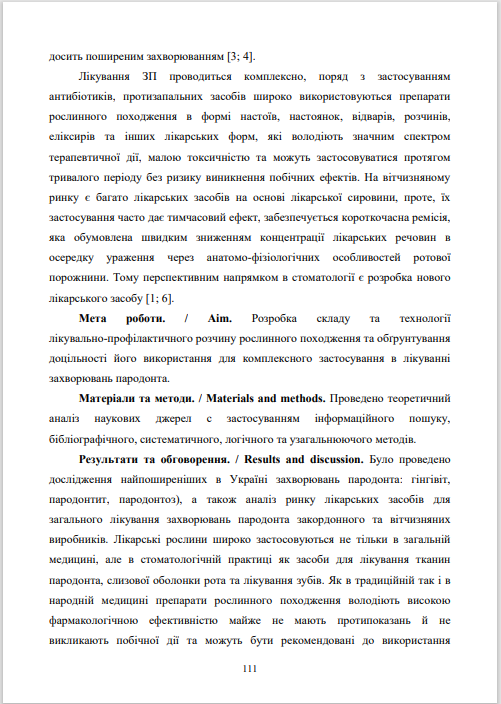 досить поширеним захворюванням [3; 4].
Лікування ЗП проводиться комплексно, поряд з застосуванням
антибіотиків, протизапальних засобів широко використовуються препарати
рослинного походження в формі настоїв, настоянок, відварів, розчинів,
еліксирів та інших лікарських форм, які володіють значним спектром
терапевтичної дії, малою токсичністю та можуть застосовуватися протягом
тривалого періоду без ризику виникнення побічних ефектів. На вітчизняному
ринку є багато лікарських засобів на основі лікарської сировини, проте, їх
застосування часто дає тимчасовий ефект, забезпечується короткочасна ремісія,
яка обумовлена швидким зниженням концентрації лікарських речовин в
осередку ураження через анатомо-фізіологічних особливостей ротової
порожнини. Тому перспективним напрямком в стоматології є розробка нового
лікарського засобу [1; 6].
Мета роботи. / Aim. Розробка складу та технології
лікувально-профілактичного розчину рослинного походження та обґрунтування
доцільності його використання для комплексного застосування в лікуванні
захворювань пародонта.
Матеріали та методи. / Materials and methods. Проведено теоретичний
аналіз наукових джерел с застосуванням інформаційного пошуку,
бібліографічного, систематичного, логічного та узагальнюючого методів.
Результати та обговорення. / Results and discussion. Було проведено
дослідження найпоширеніших в Україні захворювань пародонта: гінгівіт,
пародонтит, пародонтоз), а також аналіз ринку лікарських засобів для
загального лікування захворювань пародонта закордонного та вітчизняних
виробників. Лікарські рослини широко застосовуються не тільки в загальній
медицині, але в стоматологічній практиці як засоби для лікування тканин
пародонта, слизової оболонки рота та лікування зубів. Як в традиційній так і в
народній медицині препарати рослинного походження володіють високою
фармакологічною ефективністю майже не мають протипоказань й не
викликають побічної дії та можуть бути рекомендовані до використання
111